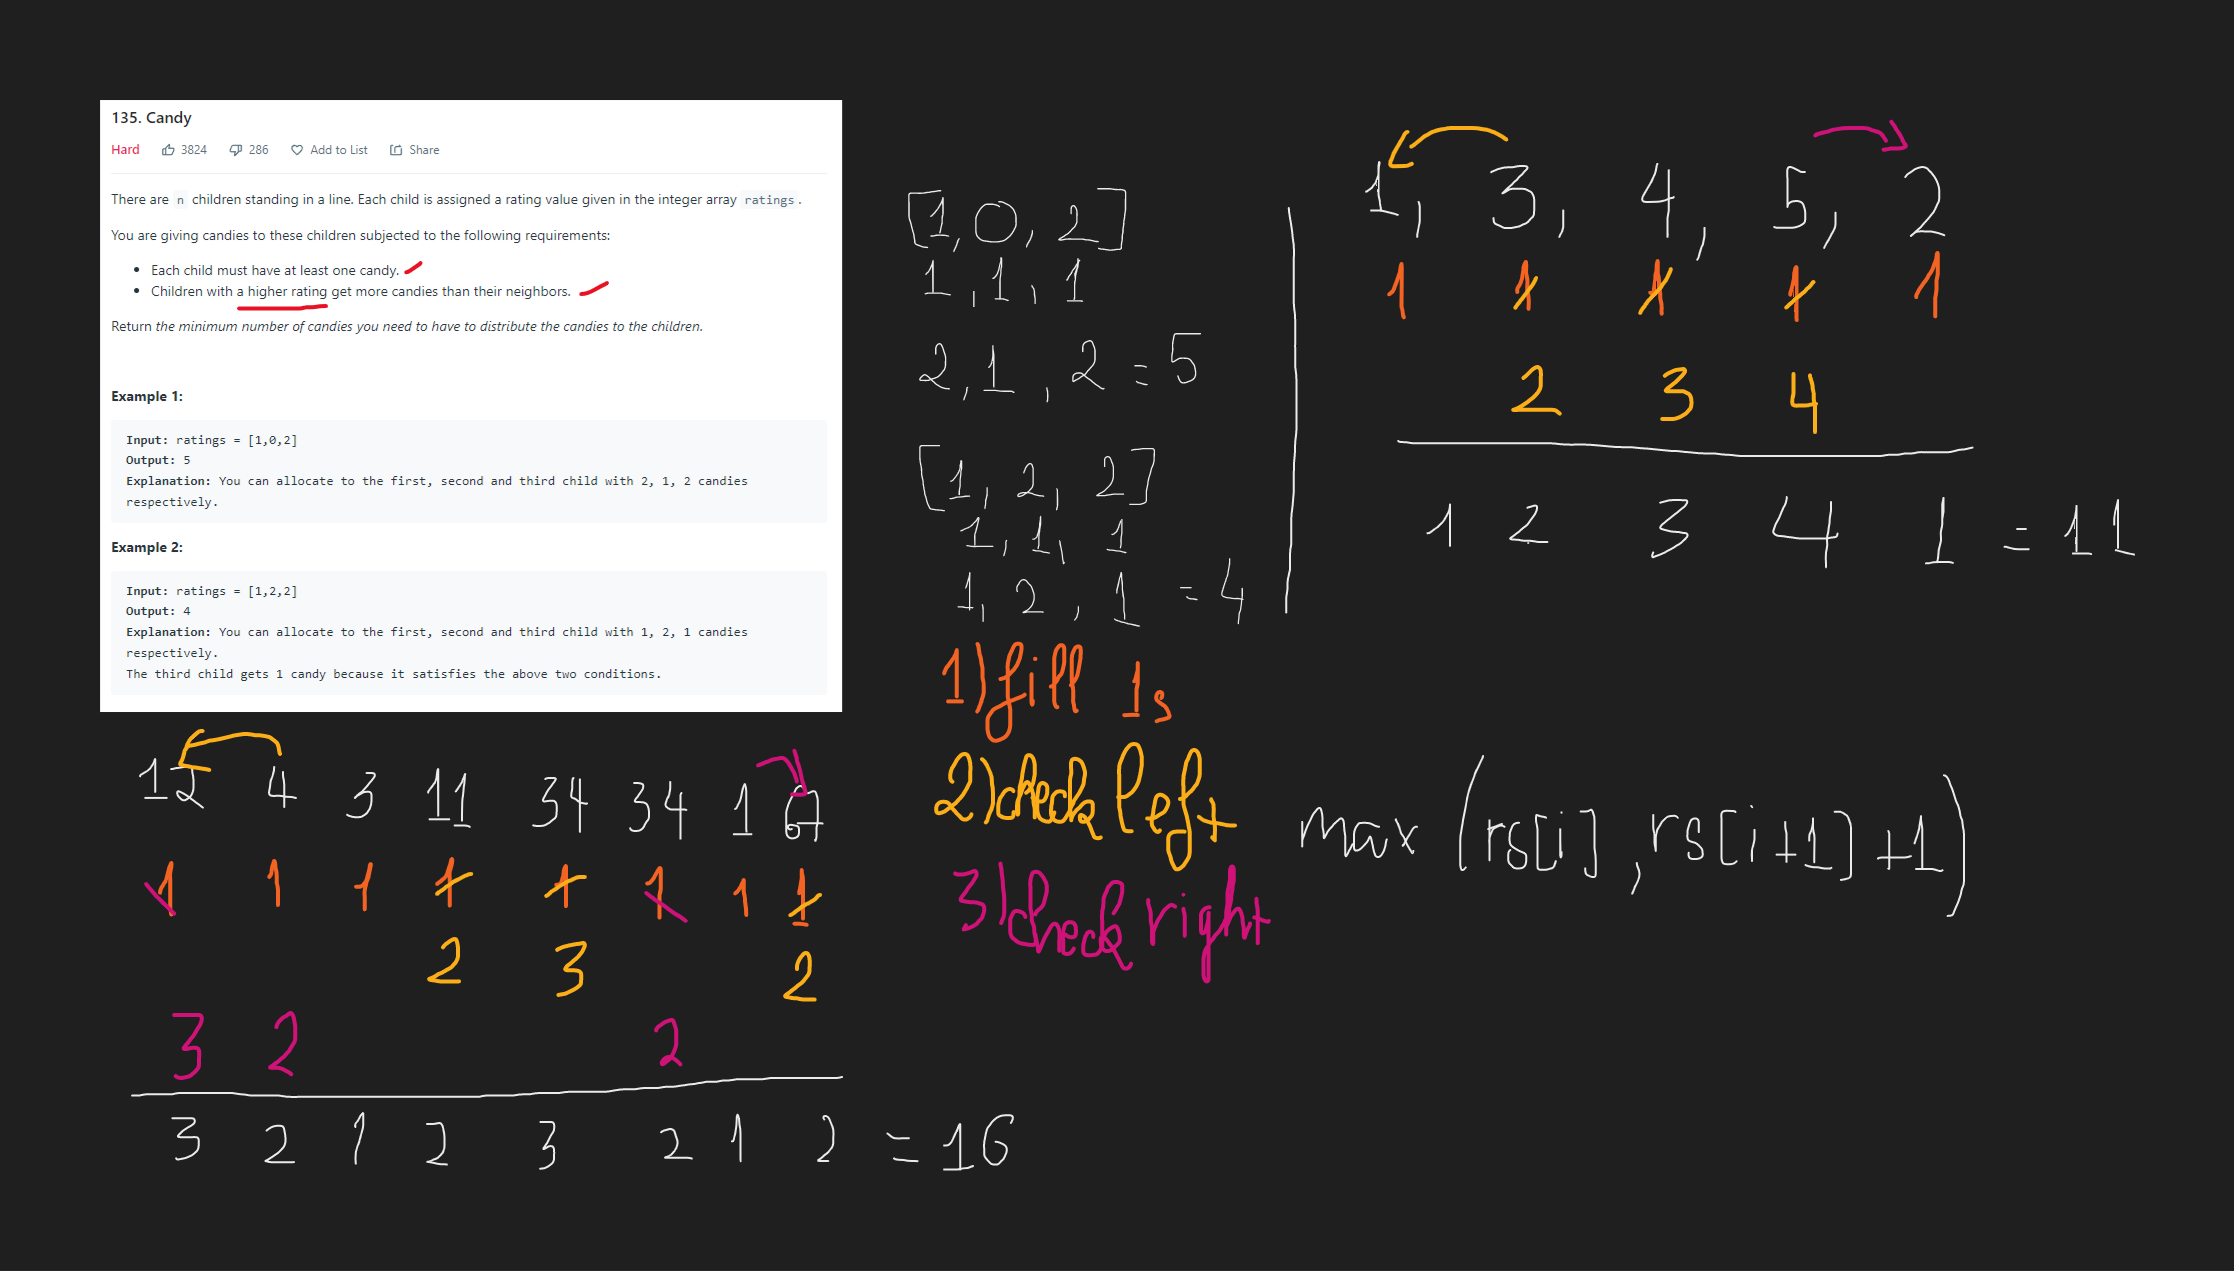 135. Candy
Hard 3824 286 Add to List Share
There are n children standing in a line. Each child is assigned a rating value given in the integer array ratings.
You are giving candies to these children subjected to the following requirements:
• Each child must have at least one candy.
• Children with a higher rating get more candies than their neighbors.
Return the minimum number of candies you need to have to distribute the candies to the children.
Example 1:
Input: ratings = [1,0,2]
Output: 5
Explanation: You can allocate to the first, second and third child with 2, 1, 2 candies
respectively.
Example 2:
Input: ratings = [1,2,2]
Output: 4
Explanation: You can allocate to the first, second and third child with 1, 2, 1 candies
respectively.
The third child gets 1 candy because it satisfies the above two conditions.
[1, 0, 2]
1, 1, 1
2, 1, 2 = 5
[1, 2, 2]
1, 1, 1
1, 2, 1 = 4
1, 3, 4, 5, 2
1 1 1 1 1
2 3 4
1 2 3 4 1 = 11
1) fill 1s
2) check left
3) check right
max (rs[i], rs[i+1] +1)
12 4 3 11 34 34 1 67
1 1 1 1 1 1 1 1
2 3 2
3 2 2
3 2 1 2 3 2 1 2 = 16